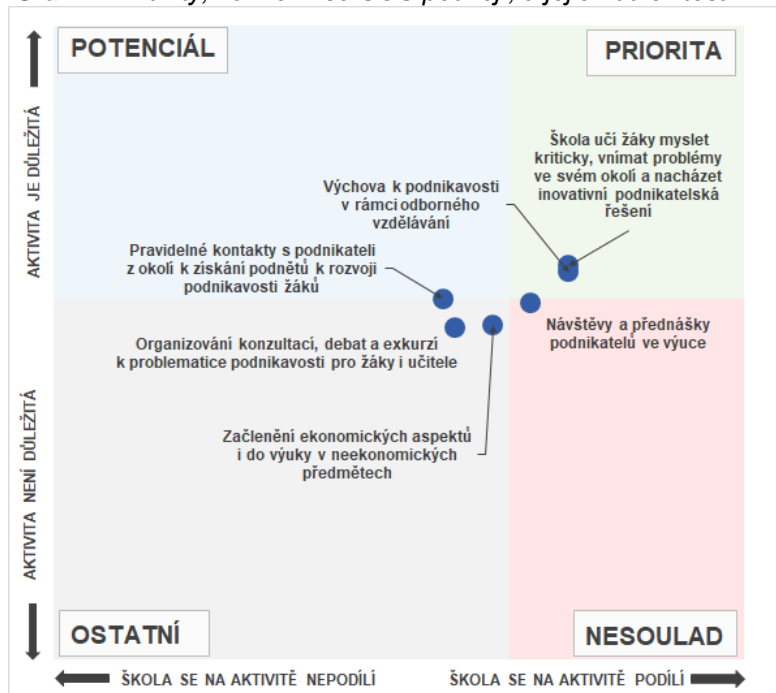 POTENCIÁL
PRIORITA
Škola učí žáky myslet
kriticky, vnímat problémy
ve svém okolí a nacházet
inovativní podnikatelská
řešení
Výchova k podnikavosti
v rámci odborného
vzdělávání
Pravidelné kontakty s podnikateli
z okolí k získání podnětů k rozvoji
podnikavosti žáků
Návštěvy a přednášky
podnikatelů ve výuce
Organizování konzultací, debat a exkurzí
k problematice podnikavosti pro žáky i učitele
Začlenění ekonomických aspektů
i do výuky v neekonomických
předmětech
AKTIVITA JE DŮLEŽITÁ
AKTIVITA NENÍ DŮLEŽITÁ
OSTATNÍ
NESOULAD
ŠKOLA SE NA AKTIVITĚ NEPODÍLÍ
ŠKOLA SE NA AKTIVITĚ PODÍLÍ